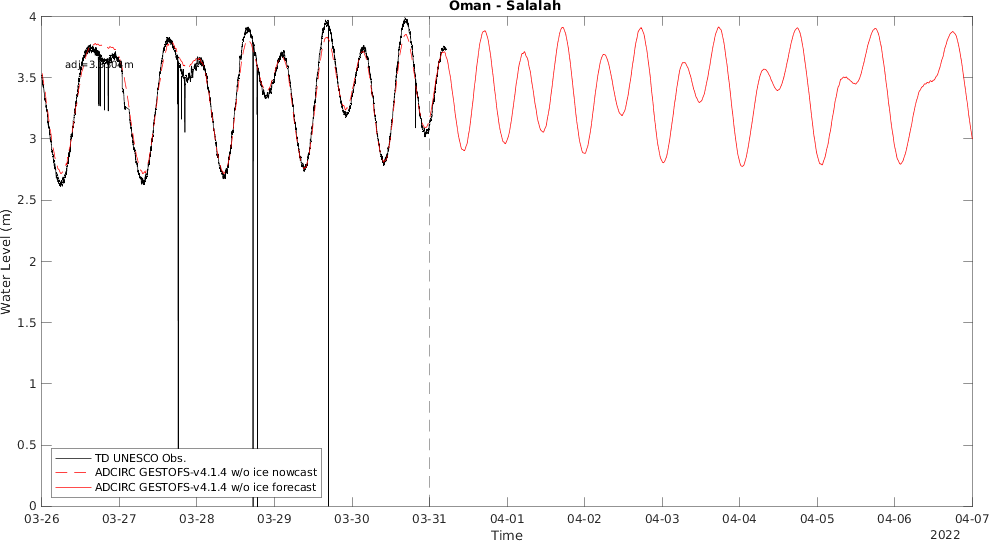 Oman - Salalah
Water Level (m)
4
3.5
3
2.5
2
1.5
1
0.5
0
TD UNESCO Obs.
ADCIRC GESTOFS-v4.1.4 w/o ice nowcast
ADCIRC GESTOFS-v4.1.4 w/o ice forecast
03-26 03-27 03-28 03-29 03-30 03-31 04-01 04-02 04-03 04-04 04-05 04-06 04-07
Time
2022